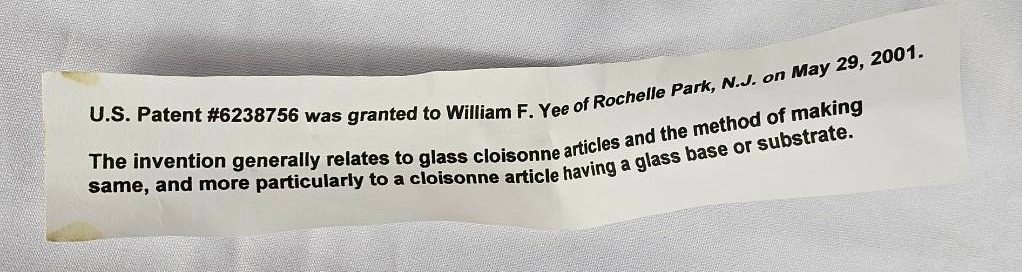 U.S. Patent #6238756 was granted to William F. Yee of Rochelle Park, N.J. on May 29, 2001.
The invention generally relates to glass cloisonne articles and the method of making
same, and more particularly to a cloisonne article having a glass base or substrate.